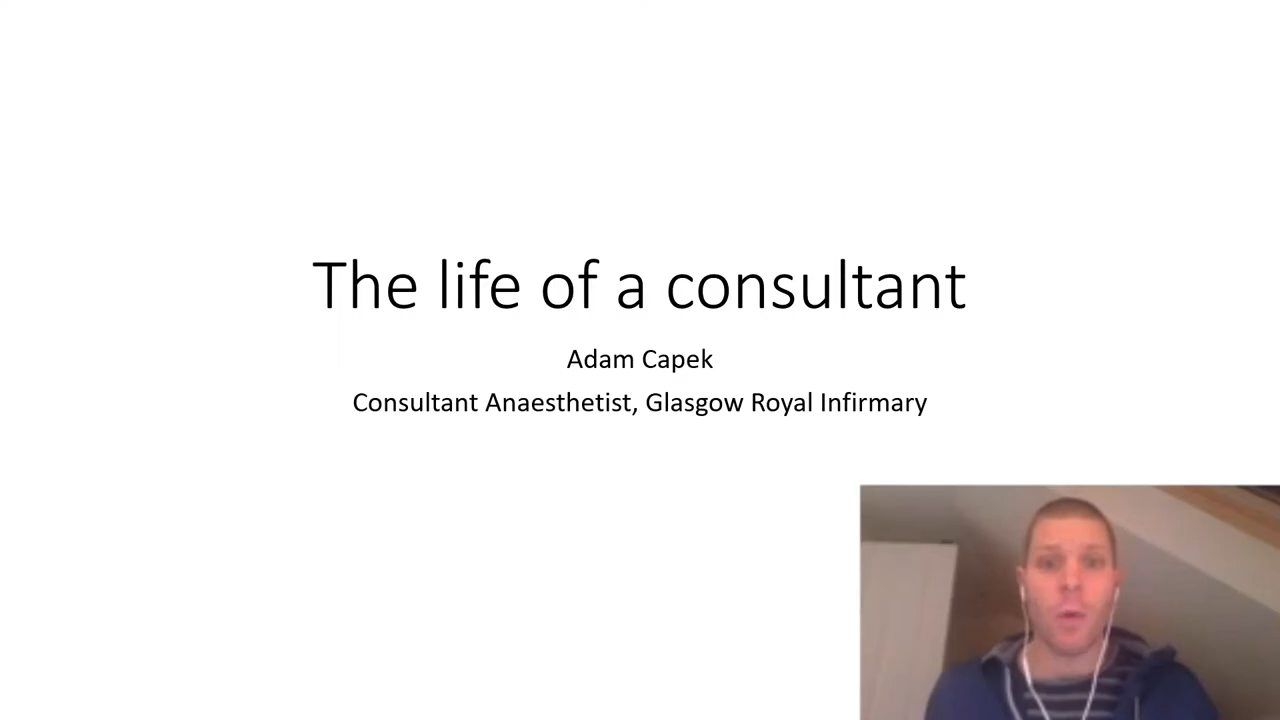 The life of a consultant
Adam Capek
Consultant Anaesthetist, Glasgow Royal Infirmary